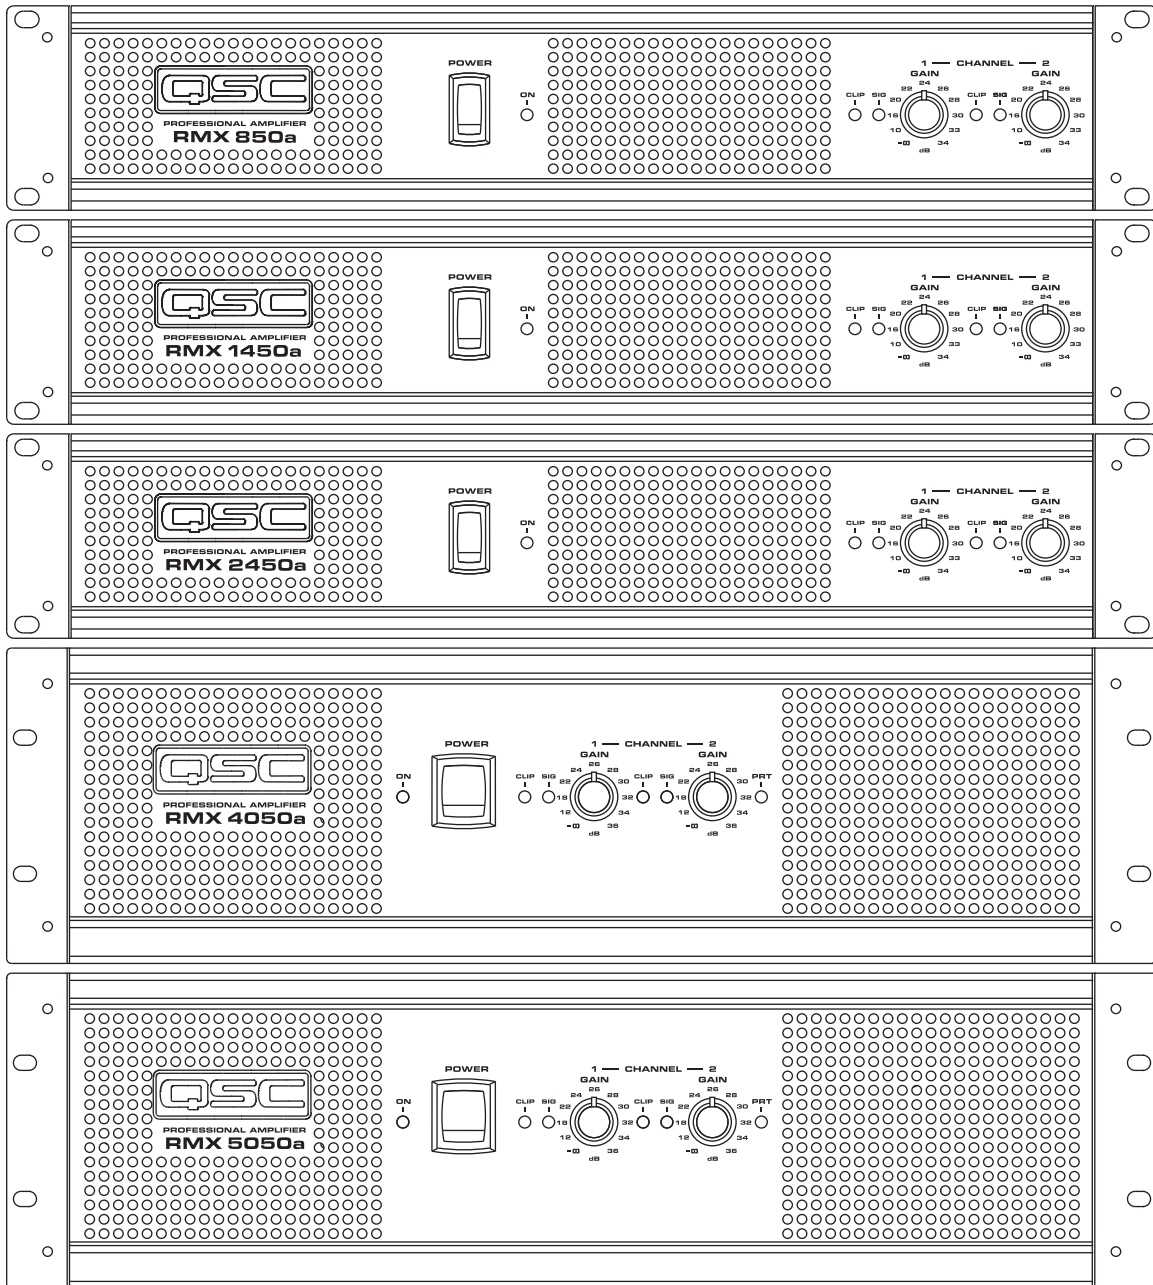 QSC
PROFESSIONAL AMPLIFIER
RMX 850a
POWER
ON
1 — CHANNEL — 2
GAIN GAIN
CLIP SIG CLIP SIG
24 24
22 26 22 26
20 28 20 28
16 30 16 30
10 33 10 33
-∞ 34 -∞ 34
dB dB
QSC
PROFESSIONAL AMPLIFIER
RMX 1450a
POWER
ON
1 — CHANNEL — 2
GAIN GAIN
CLIP SIG CLIP SIG
24 24
22 26 22 26
20 28 20 28
16 30 16 30
10 33 10 33
-∞ 34 -∞ 34
dB dB
QSC
PROFESSIONAL AMPLIFIER
RMX 2450a
POWER
ON
1 — CHANNEL — 2
GAIN GAIN
CLIP SIG CLIP SIG
24 24
22 26 22 26
20 28 20 28
16 30 16 30
10 33 10 33
-∞ 34 -∞ 34
dB dB
QSC
PROFESSIONAL AMPLIFIER
RMX 4050a
ON
POWER
1 — CHANNEL — 2
GAIN GAIN
CLIP SIG CLIP SIG PRT
26 26
24 28 24 28
22 30 22 30
18 32 18 32
12 34 12 34
-∞ 36 -∞ 36
dB dB
QSC
PROFESSIONAL AMPLIFIER
RMX 5050a
ON
POWER
1 — CHANNEL — 2
GAIN GAIN
CLIP SIG CLIP SIG PRT
26 26
24 28 24 28
22 30 22 30
18 32 18 32
12 34 12 34
-∞ 36 -∞ 36
dB dB